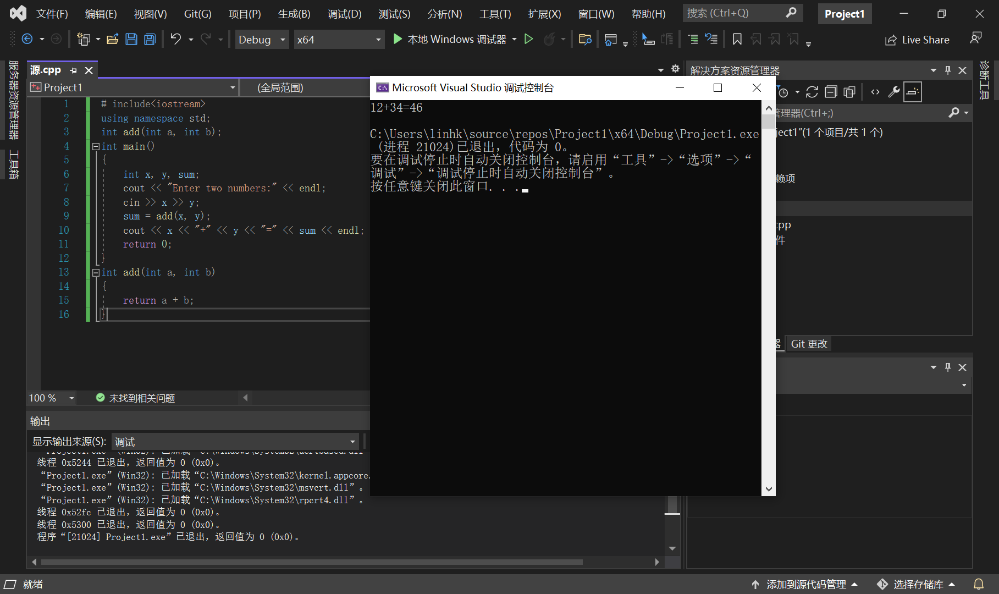 文件(F) 编辑(E) 视图(V) Git(G) 项目(P) 生成(B) 调试(D) 测试(S) 分析(N) 工具(T) 扩展(X) 窗口(W) 帮助(H) 搜索 (Ctrl+Q) Project1
Debug x64 本地 Windows 调试器 Live Share
服务器资源管理器
工具箱
源.cpp
Project1 (全局范围)
1 # include<iostream>
2 using namespace std;
3 int add(int a, int b);
4 int main()
5 {
6 int x, y, sum;
7 cout << "Enter two numbers:" << endl;
8 cin >> x >> y;
9 sum = add(x, y);
10 cout << x << "+" << y << "=" << sum << endl;
11 return 0;
12 }
13 int add(int a, int b)
14 {
15 return a + b;
16 }
100 % 未找到相关问题
输出
显示输出来源(S): 调试
线程 0x5244 已退出，返回值为 0 (0x0)。
“Project1.exe”(Win32): 已加载“C:\Windows\System32\kernel.appcore.
“Project1.exe”(Win32): 已加载“C:\Windows\System32\msvcrt.dll”。
“Project1.exe”(Win32): 已加载“C:\Windows\System32\rpcrt4.dll”。
线程 0x52fc 已退出，返回值为 0 (0x0)。
线程 0x5300 已退出，返回值为 0 (0x0)。
程序“[21024] Project1.exe”已退出，返回值为 0 (0x0)。
Microsoft Visual Studio 调试控制台
12+34=46
C:\Users\linhk\source\repos\Project1\x64\Debug\Project1.exe
(进程 21024)已退出，代码为 0。
要在调试停止时自动关闭控制台，请启用“工具”->“选项”->“
调试”->“调试停止时自动关闭控制台”。
按任意键关闭此窗口. . .
解决方案资源管理器
管理器(Ctrl+;)
ject1”(1 个项目/共 1 个)
赖项
cpp
件
器 Git 更改
诊断工具
就绪 添加到源代码管理 选择存储库